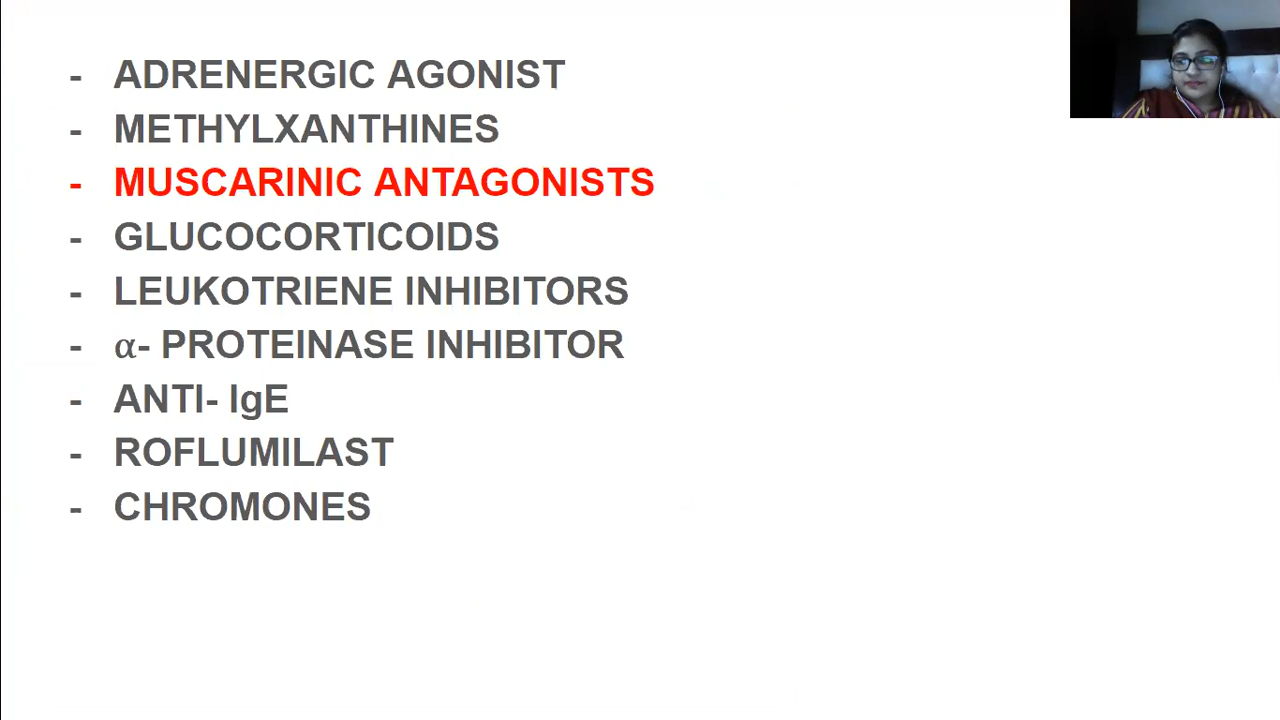 - ADRENERGIC AGONIST
- METHYLXANTHINES
- MUSCARINIC ANTAGONISTS
- GLUCOCORTICOIDS
- LEUKOTRIENE INHIBITORS
- α- PROTEINASE INHIBITOR
- ANTI- IgE
- ROFLUMILAST
- CHROMONES